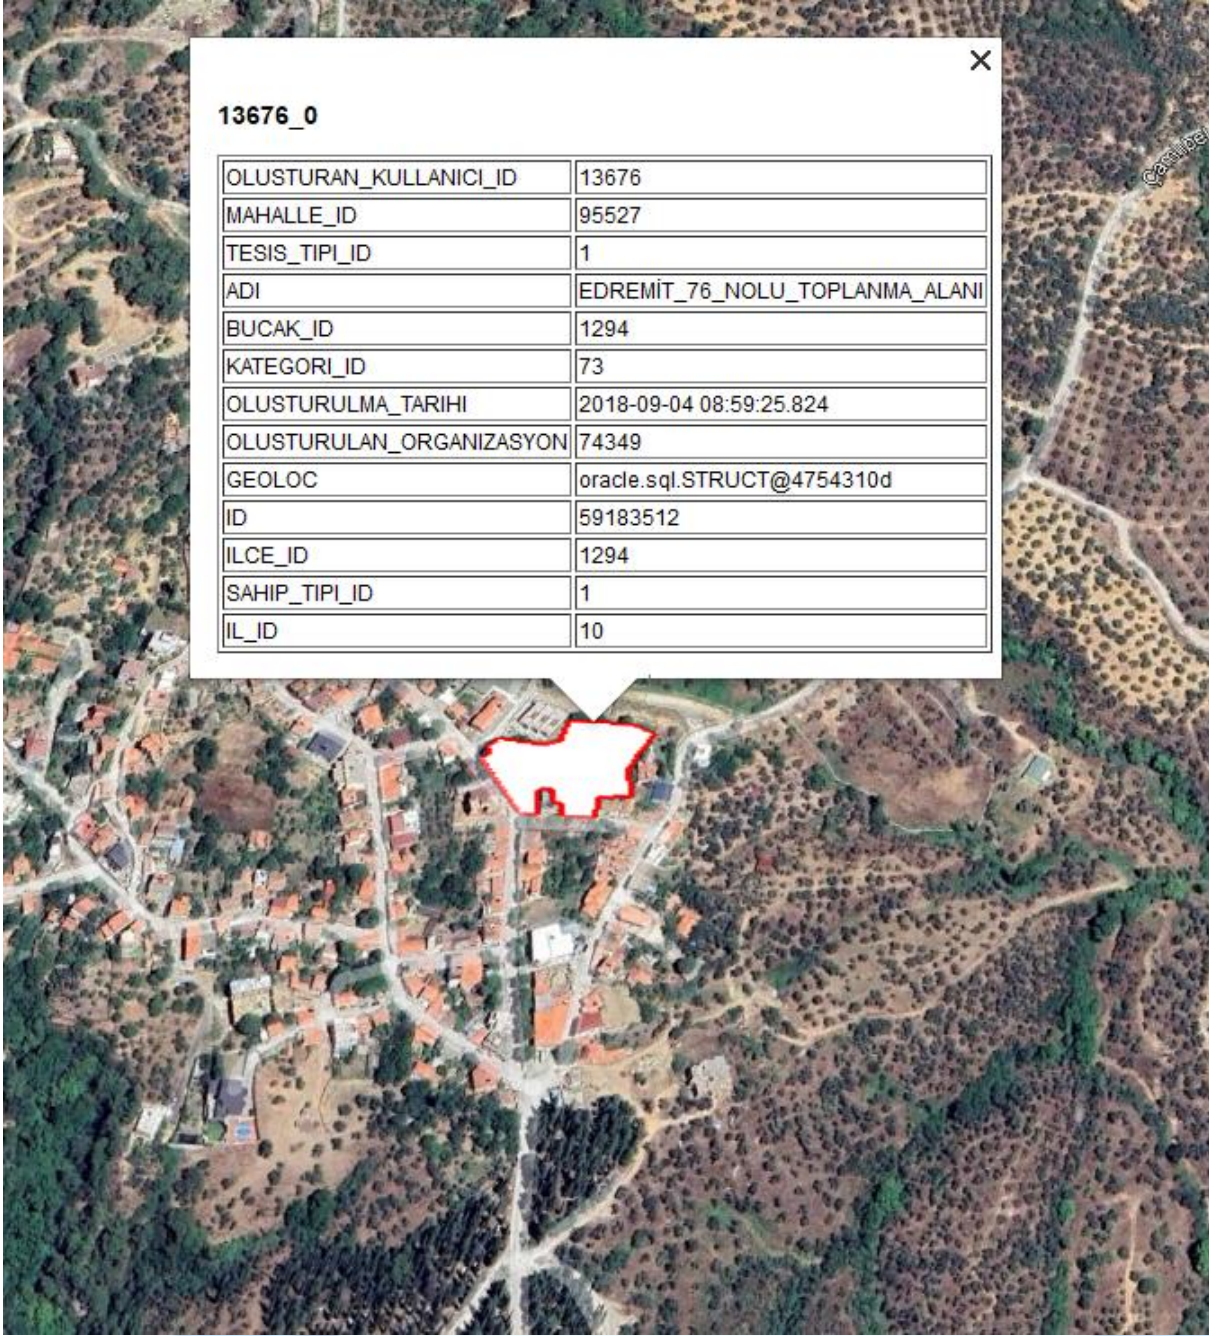 Çamlıbel
13676_0
OLUSTURAN_KULLANICI_ID 13676
MAHALLE_ID 95527
TESIS_TIPI_ID 1
ADI EDREMİT_76_NOLU_TOPLANMA_ALANI
BUCAK_ID 1294
KATEGORI_ID 73
OLUSTURULMA_TARIHI 2018-09-04 08:59:25.824
OLUSTURULAN_ORGANIZASYON 74349
GEOLOC oracle.sql.STRUCT@4754310d
ID 59183512
ILCE_ID 1294
SAHIP_TIPI_ID 1
IL_ID 10